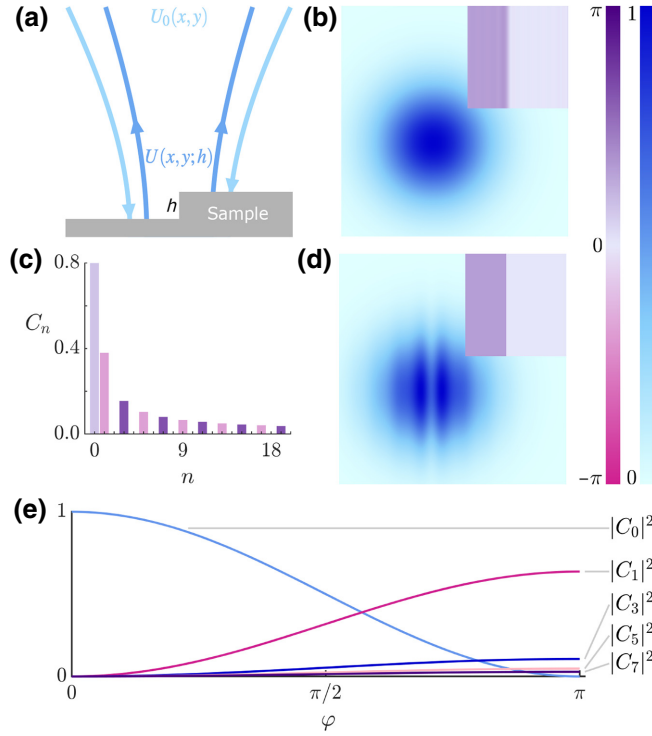 (a)
U₀(x,y)
U(x,y;h)
h
Sample
(b)
π
0
−π
1
0
(c)
0.8
Cₙ
0.4
0.0
0 9 18
n
(d)
(e)
1
0
0 π/2 π
φ
|C₀|²
|C₁|²
|C₃|²
|C₅|²
|C₇|²